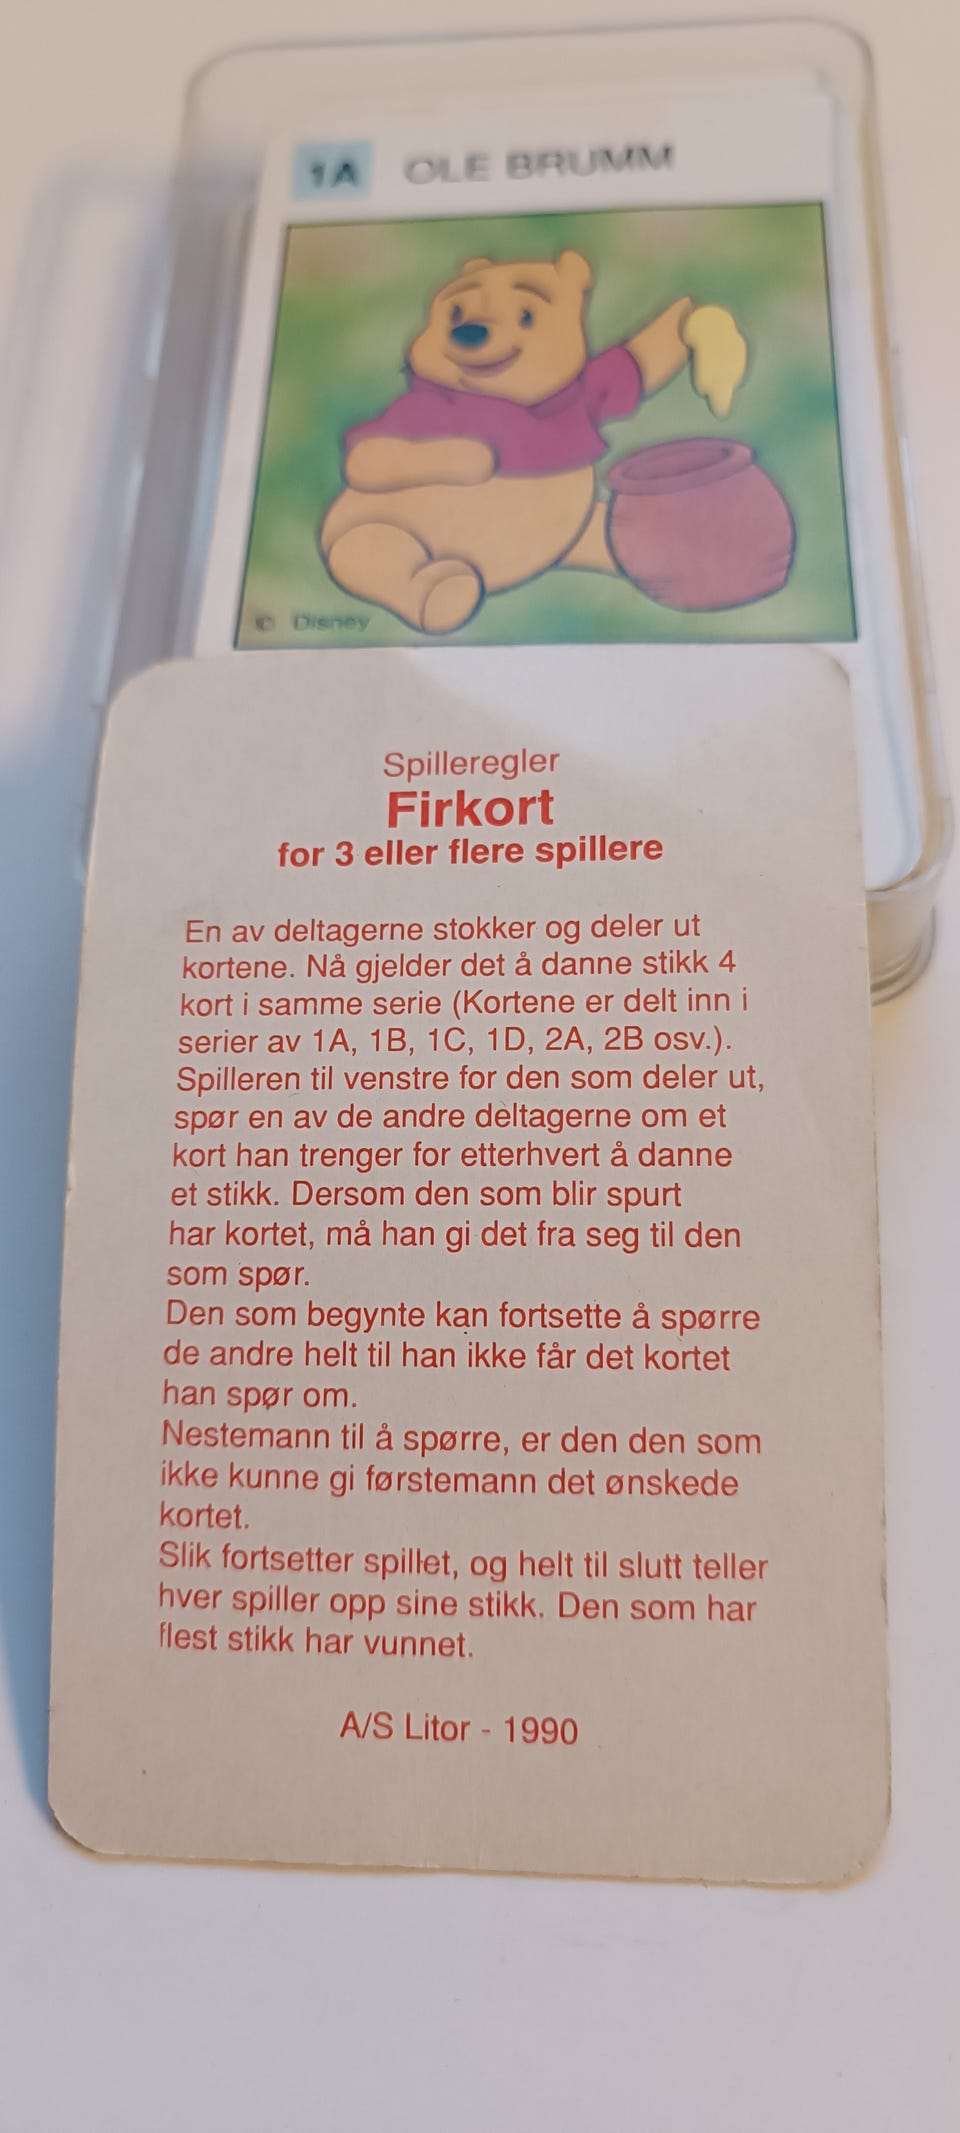 1A OLE BRUMM
© Disney
Spilleregler
Firkort
for 3 eller flere spillere
En av deltagerne stokker og deler ut
kortene. Nå gjelder det å danne stikk 4
kort i samme serie (Kortene er delt inn i
serier av 1A, 1B, 1C, 1D, 2A, 2B osv.).
Spilleren til venstre for den som deler ut,
spør en av de andre deltagerne om et
kort han trenger for etterhvert å danne
et stikk. Dersom den som blir spurt
har kortet, må han gi det fra seg til den
som spør.
Den som begynte kan fortsette å spørre
de andre helt til han ikke får det kortet
han spør om.
Nestemann til å spørre, er den den som
ikke kunne gi førstemann det ønskede
kortet.
Slik fortsetter spillet, og helt til slutt teller
hver spiller opp sine stikk. Den som har
flest stikk har vunnet.
A/S Litor - 1990